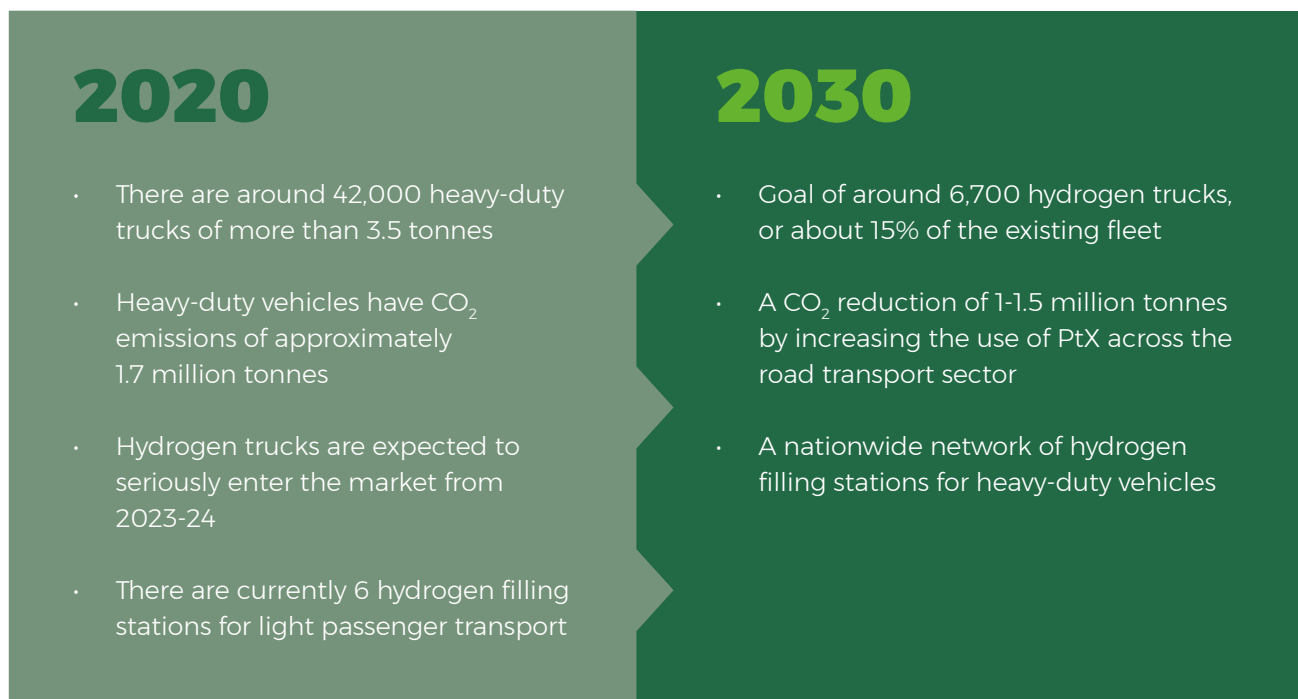 2020
· There are around 42,000 heavy-duty
trucks of more than 3.5 tonnes
· Heavy-duty vehicles have CO₂
emissions of approximately
1.7 million tonnes
· Hydrogen trucks are expected to
seriously enter the market from
2023-24
· There are currently 6 hydrogen filling
stations for light passenger transport
2030
· Goal of around 6,700 hydrogen trucks,
or about 15% of the existing fleet
· A CO₂ reduction of 1-1.5 million tonnes
by increasing the use of PtX across the
road transport sector
· A nationwide network of hydrogen
filling stations for heavy-duty vehicles